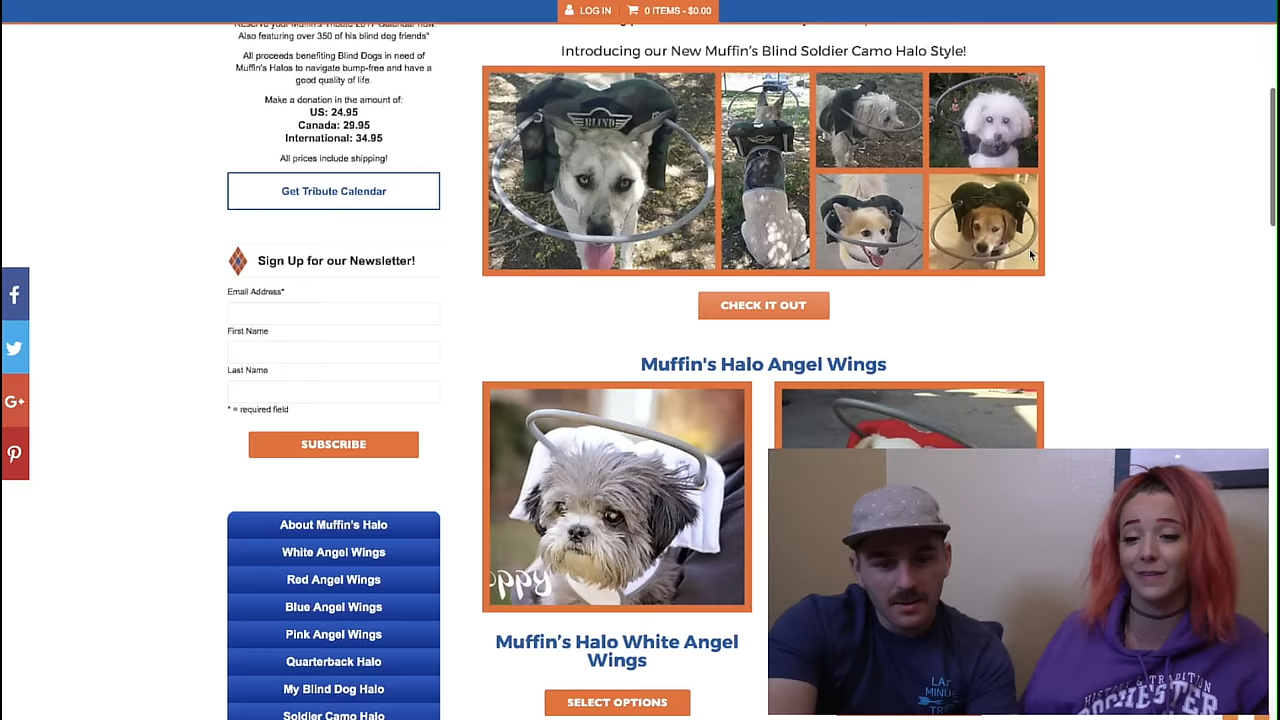 LOG IN
0 ITEMS - $0.00
Also featuring over 350 of his blind dog friends"
All proceeds benefiting Blind Dogs in need of
Muffin's Halos to navigate bump-free and have a
good quality of life.
Make a donation in the amount of:
US: 24.95
Canada: 29.95
International: 34.95
All prices include shipping!
Get Tribute Calendar
Sign Up for our Newsletter!
Email Address*
First Name
Last Name
* = required field
SUBSCRIBE
About Muffin's Halo
White Angel Wings
Red Angel Wings
Blue Angel Wings
Pink Angel Wings
Quarterback Halo
My Blind Dog Halo
Soldier Camo Halo
Introducing our New Muffin's Blind Soldier Camo Halo Style!
BLIND
CHECK IT OUT
Muffin's Halo Angel Wings
oppy
Muffin's Halo White Angel
Wings
SELECT OPTIONS
MINUTE
HISTORY & TRADITION
f
G+